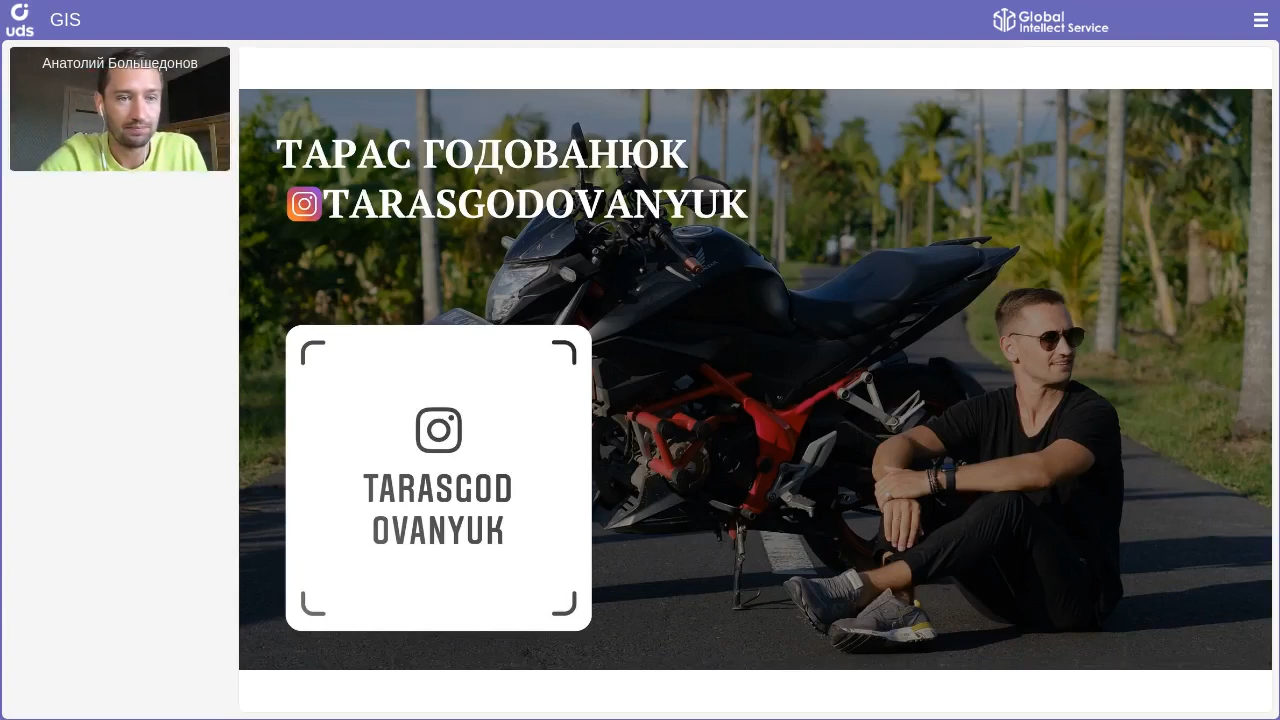 uds
GIS
Global
Intellect Service
Анатолий Большедонов
ТАРАС ГОДОВАНЮК
TARASGODOVANYUK
TARASGOD
OVANYUK